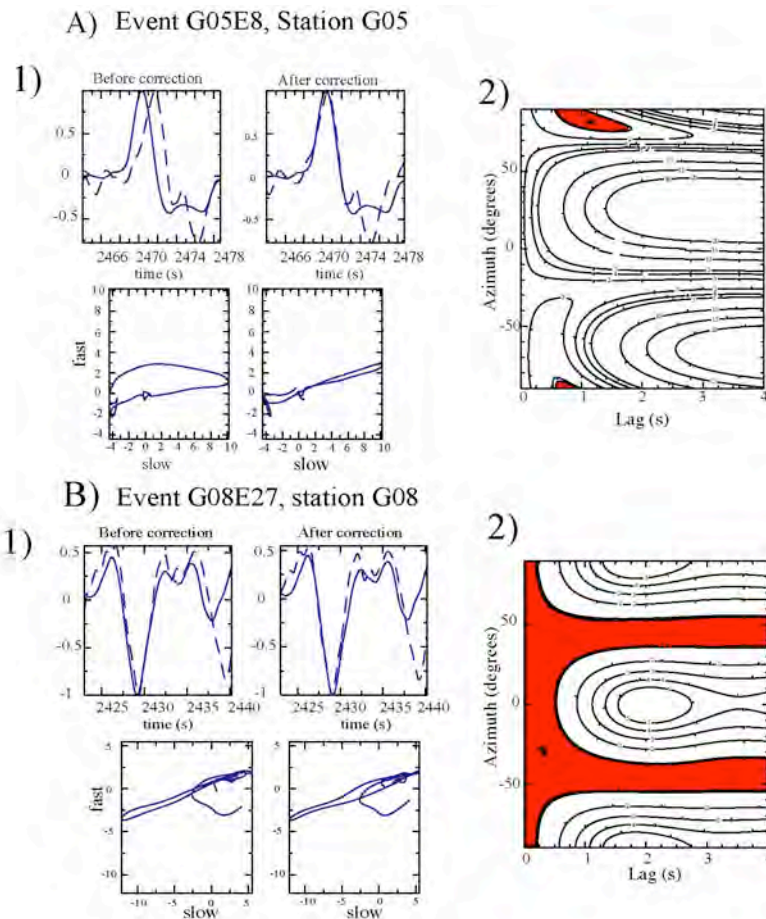 A) Event G05E8, Station G05
1)
Before correction
After correction
2)
0.5
0
-0.5
2466 2470 2474 2478
time (s)
2466 2470 2474 2478
time (s)
10
8
6
4
2
0
-2
-4
fast
-4 -2 0 2 4 6 8 10
slow
-4 -2 0 2 4 6 8 10
slow
Azimuth (degrees)
50
0
-50
0 1 2 3 4
Lag (s)
B) Event G08E27, station G08
1)
Before correction
After correction
2)
0.5
0
-0.5
-1
2425 2430 2435 2440
time (s)
0.5
0
-0.5
-1
2425 2430 2435 2440
time (s)
5
0
-5
-10
fast
-10 -5 0 5
slow
5
0
-5
-10
-10 -5 0 5
slow
Azimuth (degrees)
50
0
-50
0 1 2 3 4
Lag (s)